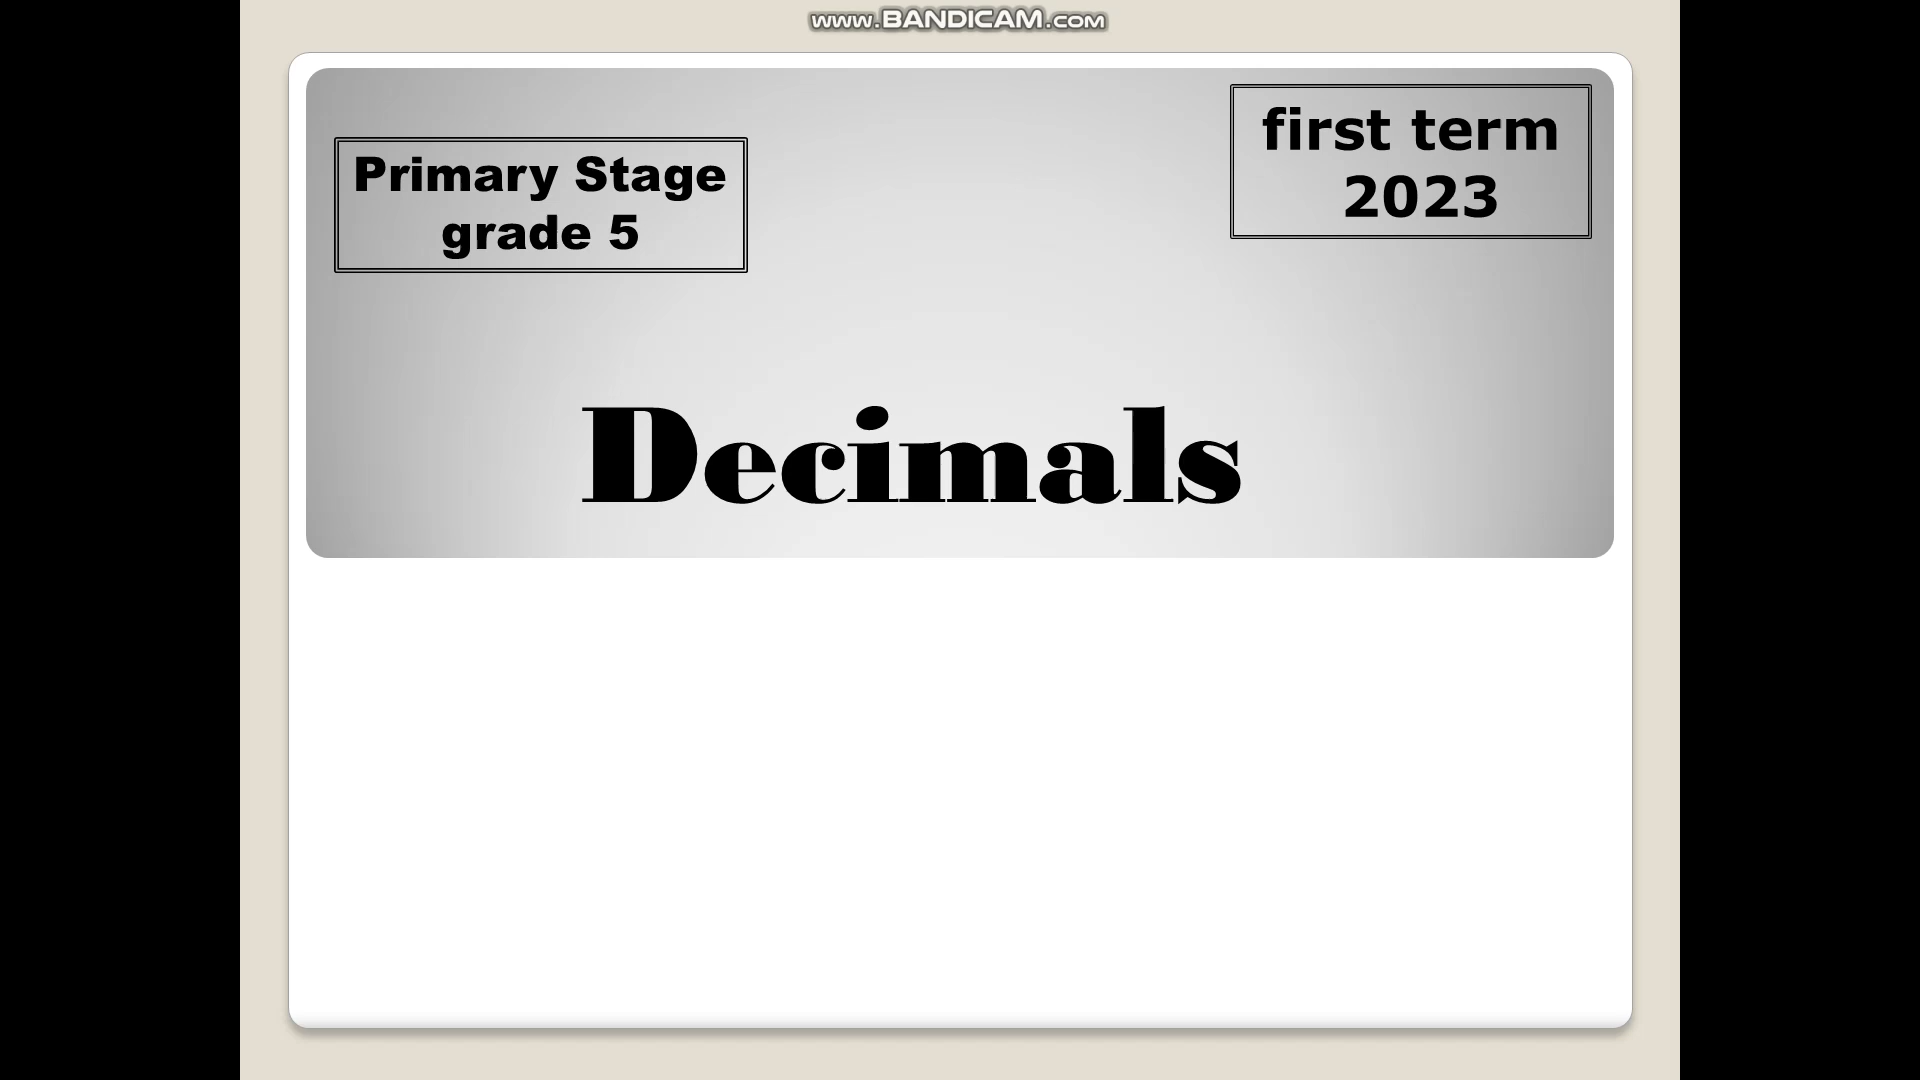 www.BANDICAM.com
first term
2023
Primary Stage
grade 5
Decimals